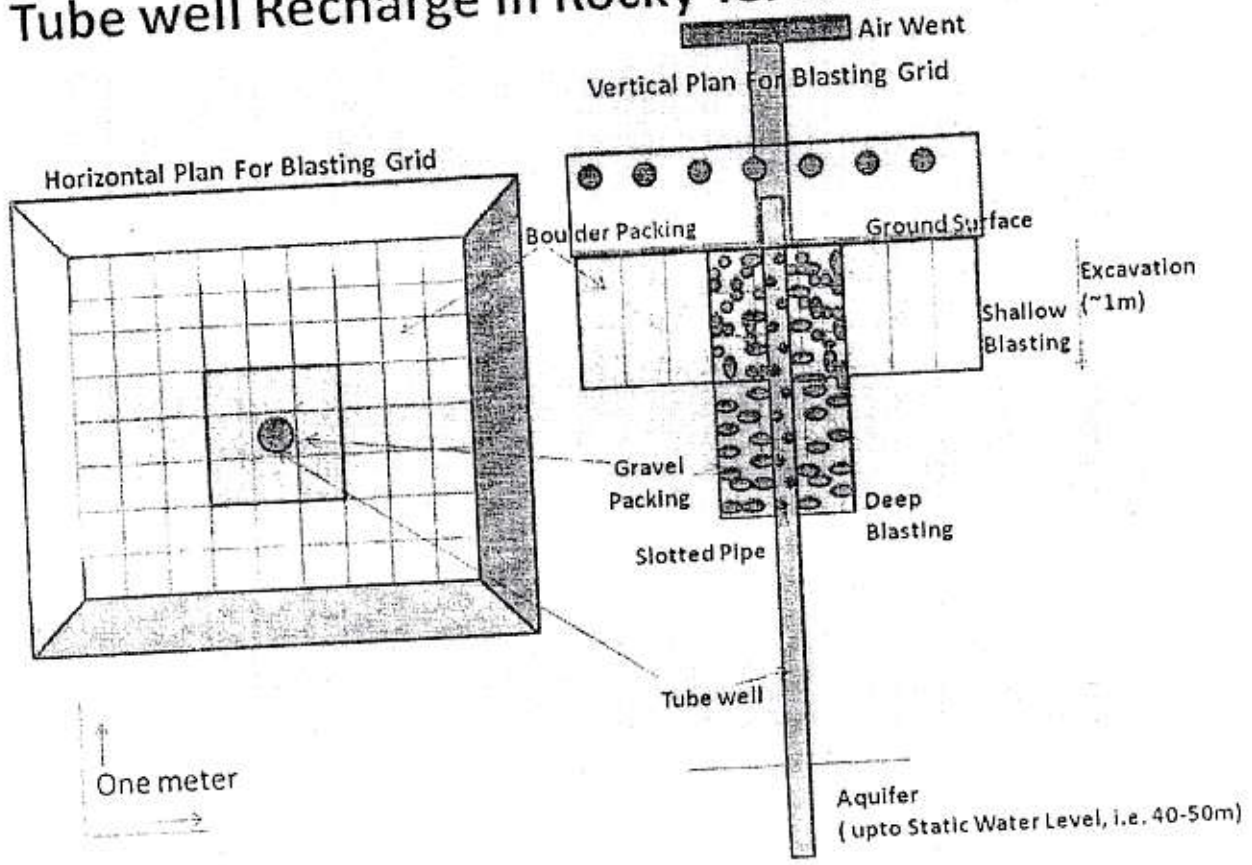 Tube well Recharge in Rocky
Air Went
Vertical Plan For Blasting Grid
Horizontal Plan For Blasting Grid
Boulder Packing
Ground Surface
Excavation
(~1m)
Shallow
Blasting
Gravel
Packing
Deep
Blasting
Slotted Pipe
Tube well
One meter
Aquifer
( upto Static Water Level, i.e. 40-50m)